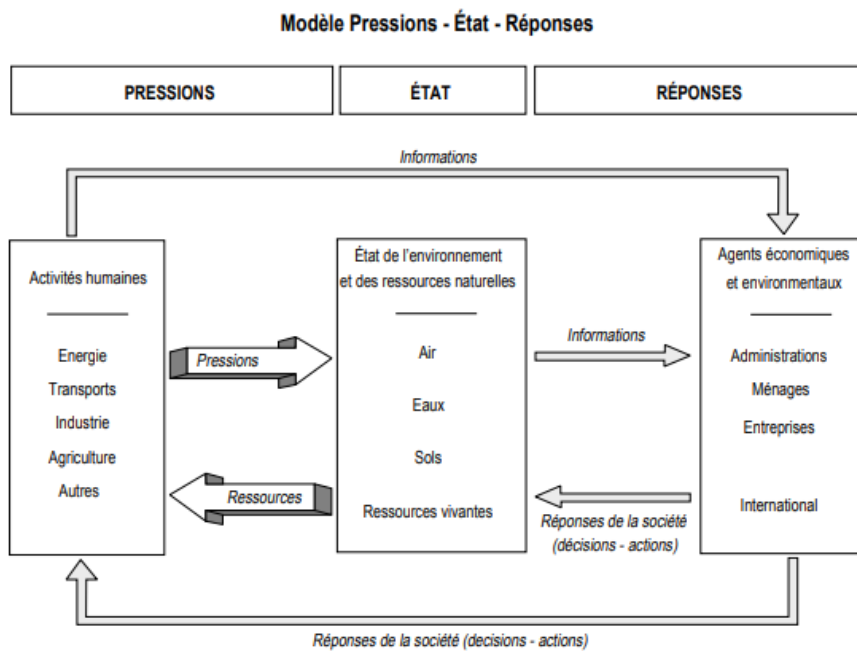 Modèle Pressions - État - Réponses
PRESSIONS
ÉTAT
RÉPONSES
Informations
Activités humaines
Energie
Transports
Industrie
Agriculture
Autres
Pressions
Ressources
État de l'environnement
et des ressources naturelles
Air
Eaux
Sols
Ressources vivantes
Informations
Réponses de la société
(décisions - actions)
Agents économiques
et environmentaux
Administrations
Ménages
Entreprises
International
Réponses de la société (decisions - actions)